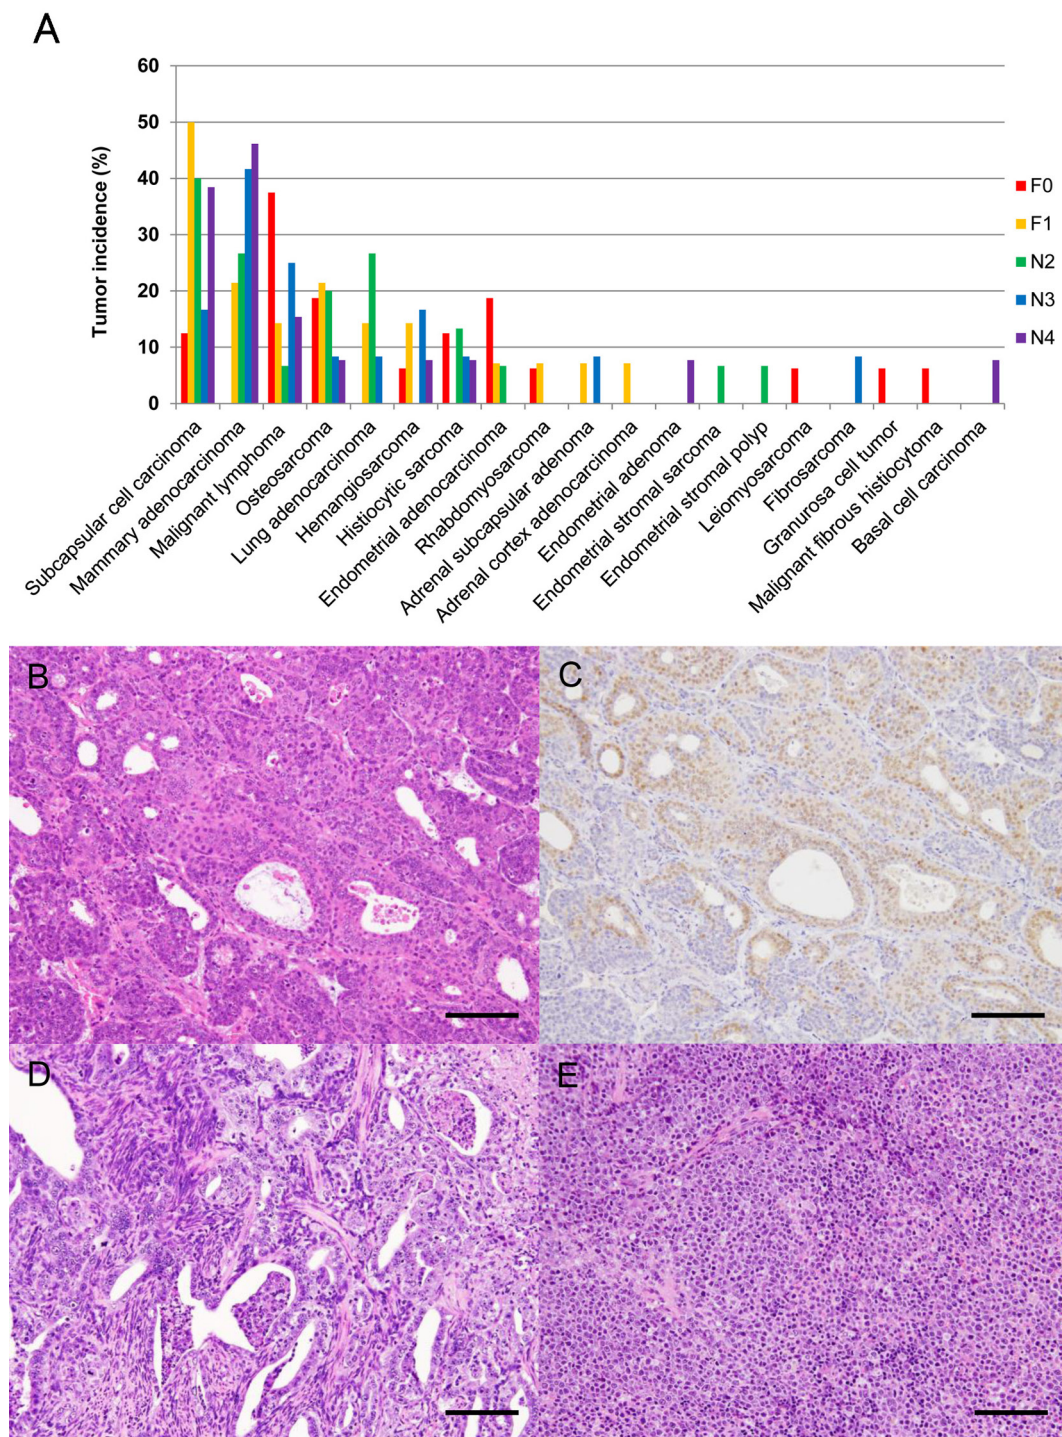 A
60
50
40
30
20
10
0
Tumor incidence (%)
F0
F1
N2
N3
N4
Subcapsular cell carcinoma
Mammary adenocarcinoma
Malignant lymphoma
Osteosarcoma
Lung adenocarcinoma
Hemangiosarcoma
Histiocytic sarcoma
Endometrial adenocarcinoma
Rhabdomyosarcoma
Adrenal subcapsular adenoma
Adrenal cortex adenocarcinoma
Endometrial adenoma
Endometrial stromal sarcoma
Endometrial stromal polyp
Leiomyosarcoma
Fibrosarcoma
Granurosa cell tumor
Malignant fibrous histiocytoma
Basal cell carcinoma
B
C
D
E